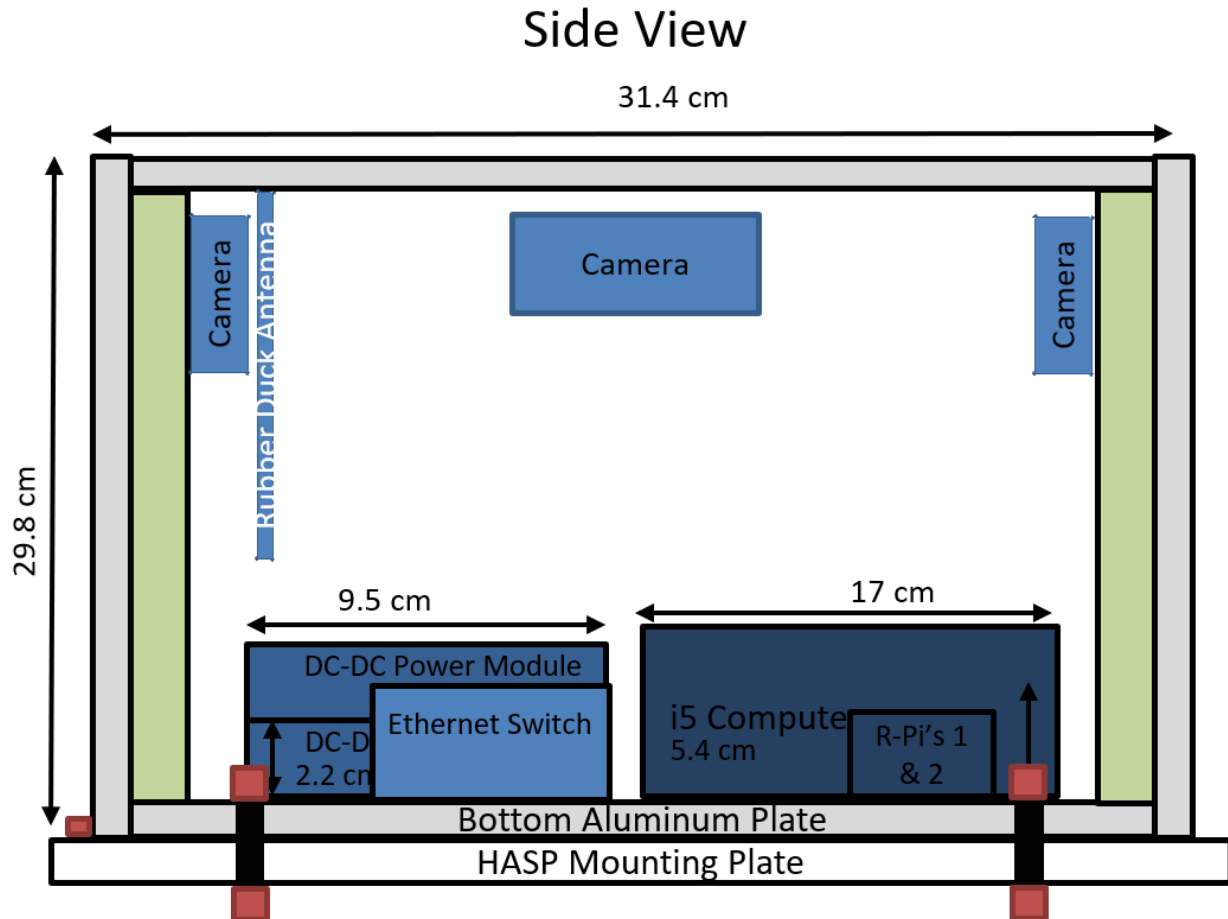 Side View
31.4 cm
Camera
Rubber Duck Antenna
Camera
Camera
29.8 cm
9.5 cm
17 cm
DC-DC Power Module
Ethernet Switch
DC-D
2.2 cm
i5 Compute
5.4 cm
R-Pi's 1
& 2
Bottom Aluminum Plate
HASP Mounting Plate